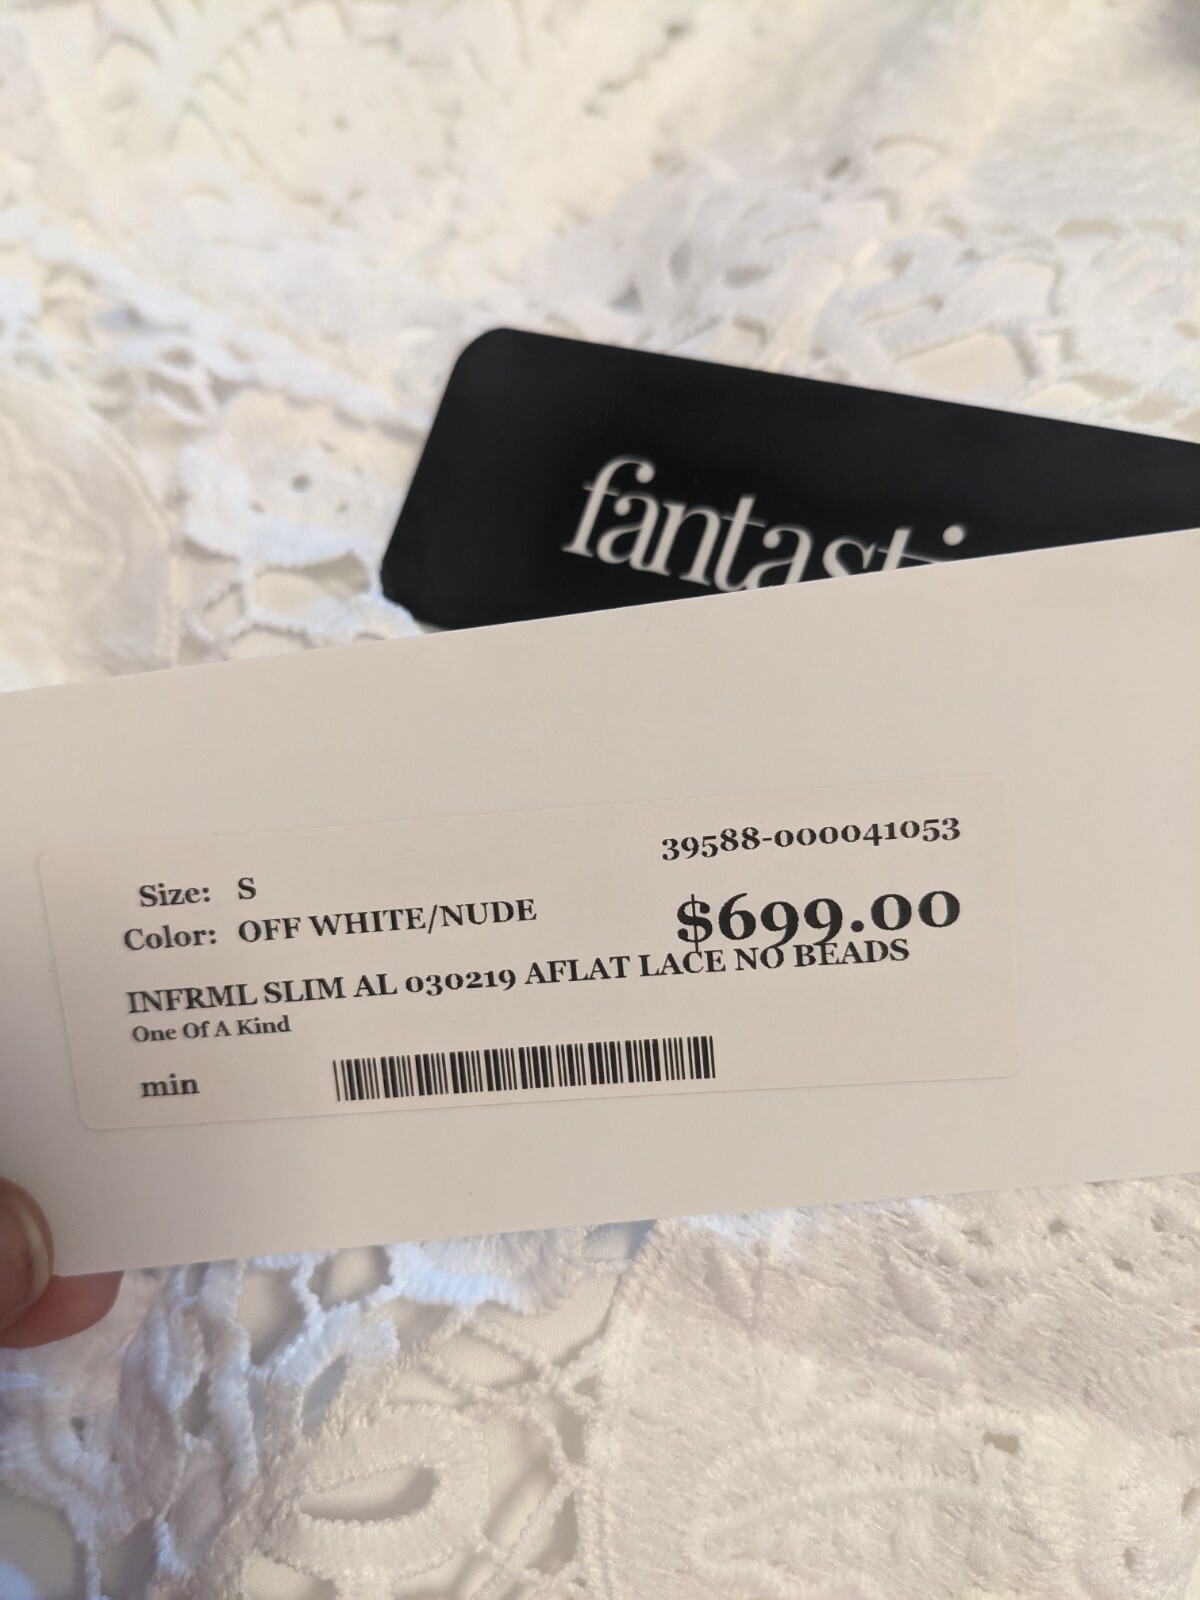 fantasti
39588-000041053
Size: S
$699.00
Color: OFF WHITE/NUDE
INFRML SLIM AL 030219 AFLAT LACE NO BEADS
One Of A Kind
min